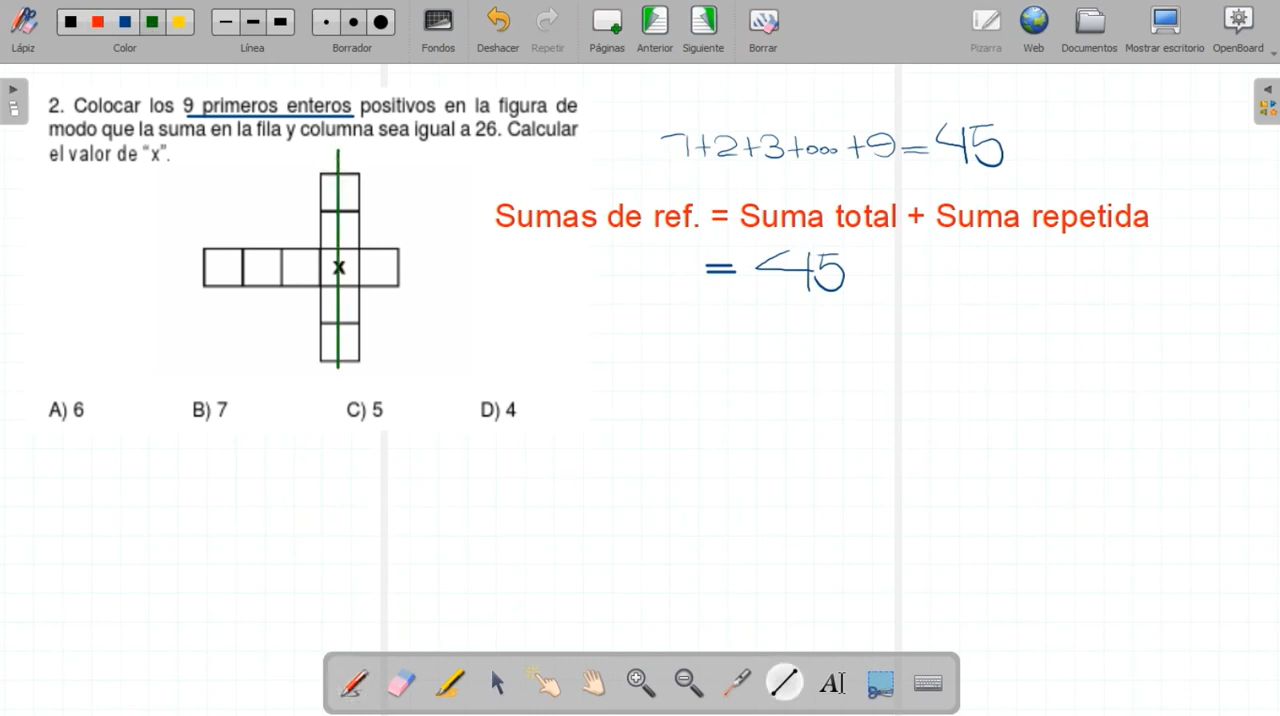 Lápiz
Color
Línea
Borrador
Fondos
Deshacer
Repetir
Páginas
Anterior
Siguiente
Borrar
Pizarra
Web
Documentos
Mostrar escritorio
OpenBoard
2. Colocar los 9 primeros enteros positivos en la figura de
modo que la suma en la fila y columna sea igual a 26. Calcular
el valor de “x”.
x
A) 6 B) 7 C) 5 D) 4
1+2+3+...+9=45
Sumas de ref. = Suma total + Suma repetida
= 45